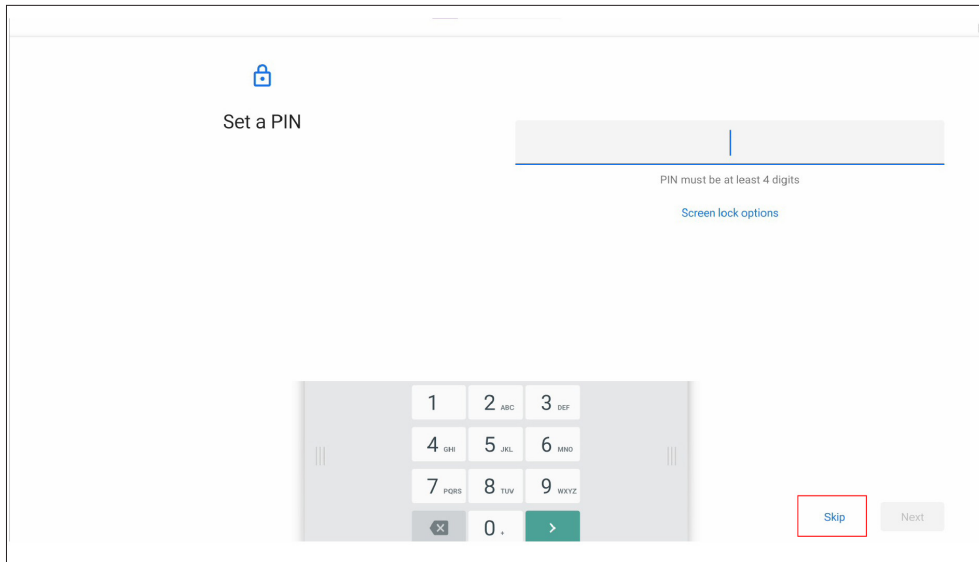 Set a PIN
PIN must be at least 4 digits
Screen lock options
1 2 ABC 3 DEF
4 GHI 5 JKL 6 MNO
7 PQRS 8 TUV 9 WXYZ
0 +
Skip Next